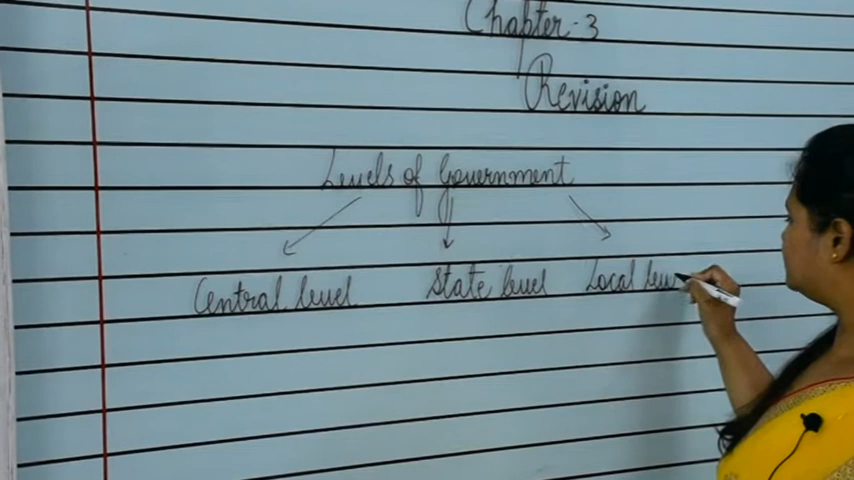 Chapter-3
Revision
Levels of Government
Central level State level Local lev